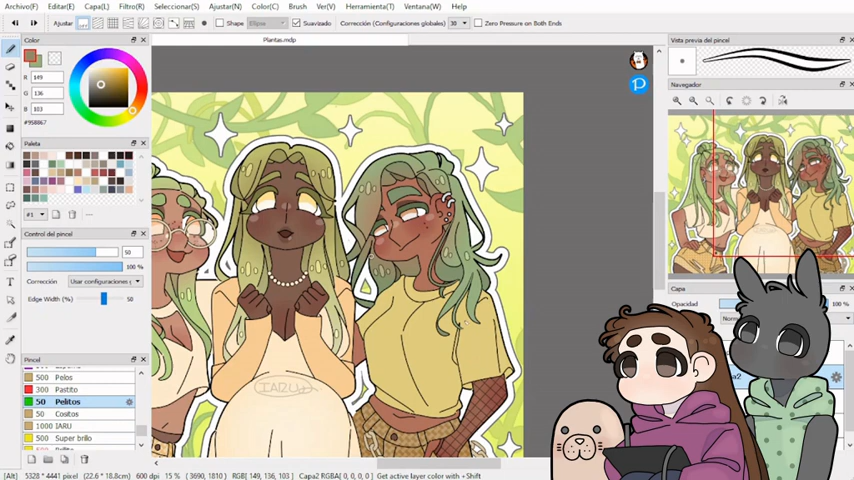 Archivo(F) Editar(E) Capa(L) Filtro(R) Selección(S) Ajustar(N) Color(C) Brush Ver(V) Herramienta(T) Ventana(W) Help
Ajustar Shape Elipse Suavizado Corrección (Configuraciones globales) 30 Zero Pressure on Both Ends
Plantas.mdp
Color
R 149
G 136
B 103
#958867
Paleta
#1
Control del pincel
50
100 %
Corrección Usar configuraciones
Edge Width (%) 50
Pincel
500 Pelos
300 Pastito
50 Pelitos
50 Cositos
1000 IARU
500 Super brillo
IARU
Vista previa del pincel
Navegador
Capa
Opacidad
Norm
[Alt] 5328 * 4441 pixel (22.6 * 18.8cm) 600 dpi 15 % (3690, 1810) RGB[ 149, 136, 103 ] Capa2 RGBA[ 0, 0, 0, 0 ] Get active layer color with +Shift